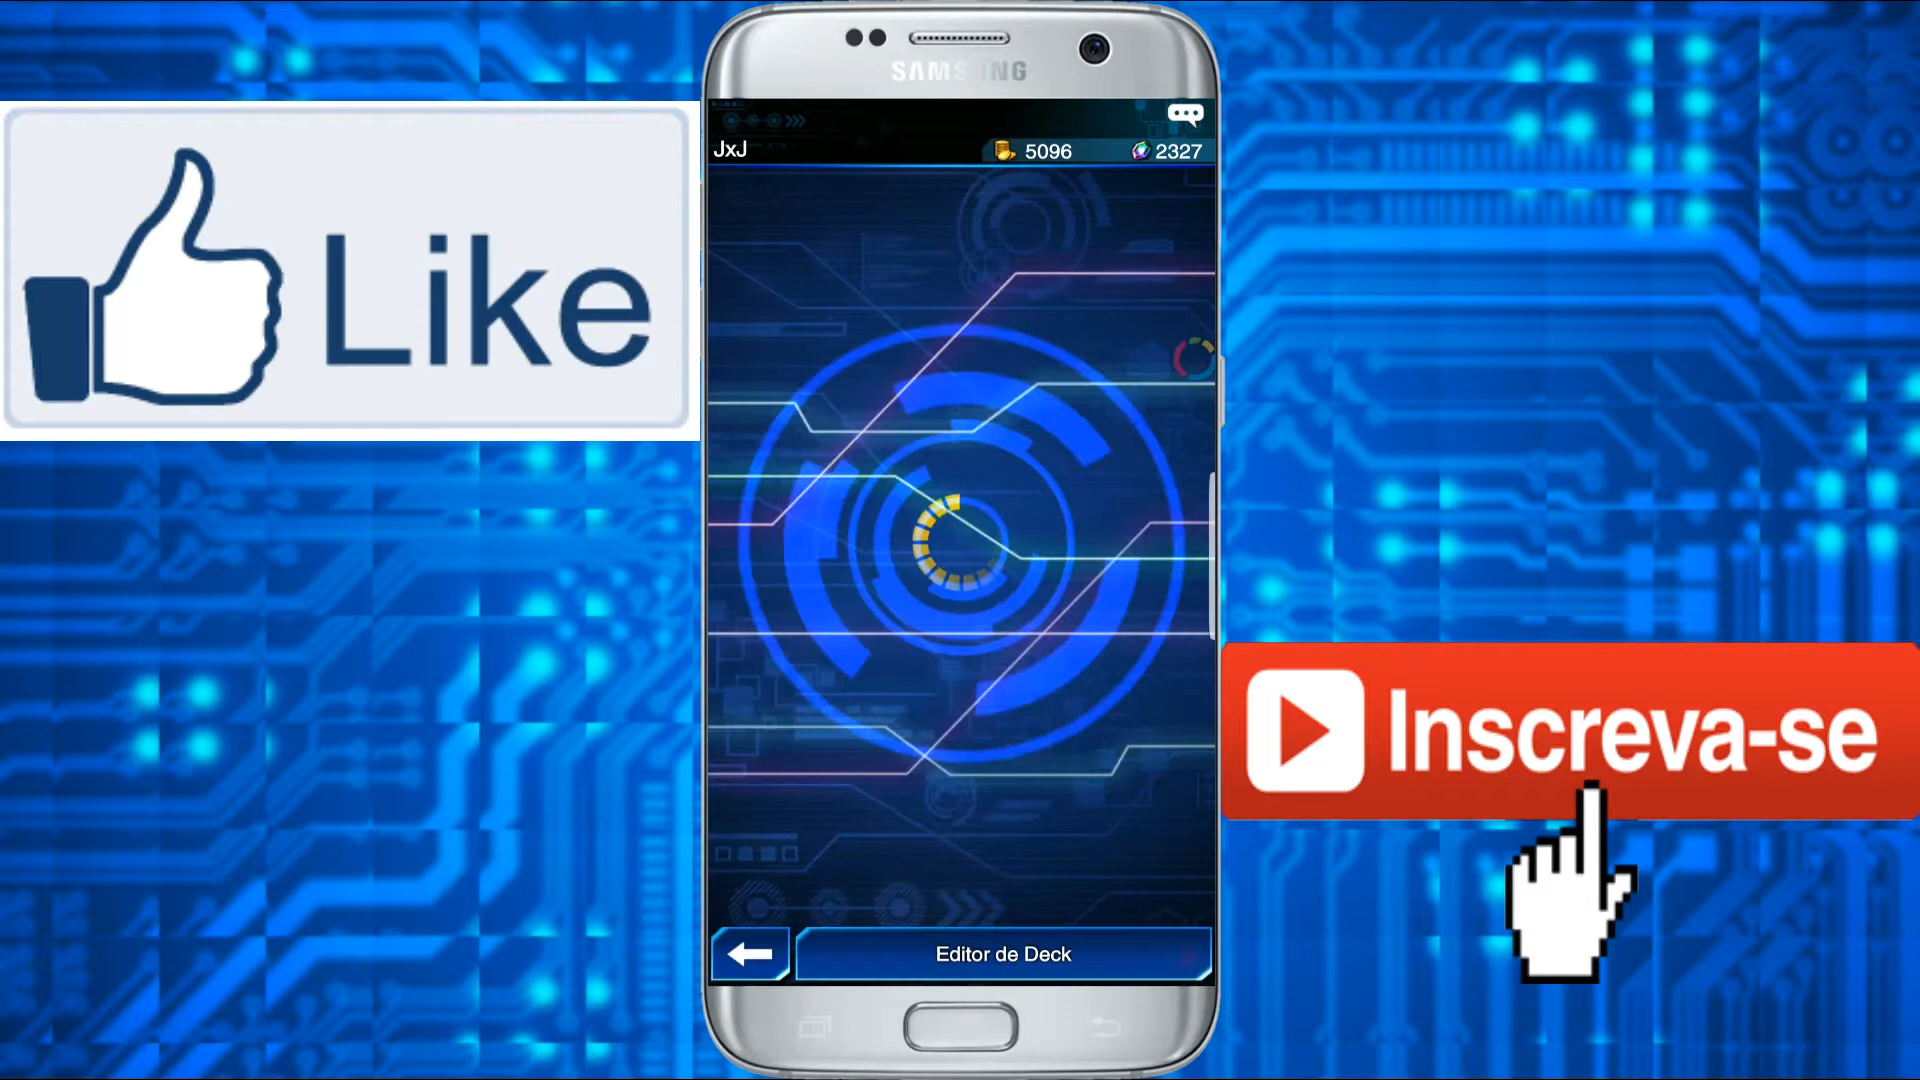 SAMSUNG
JxJ
5096
2327
Like
Inscreva-se
Editor de Deck